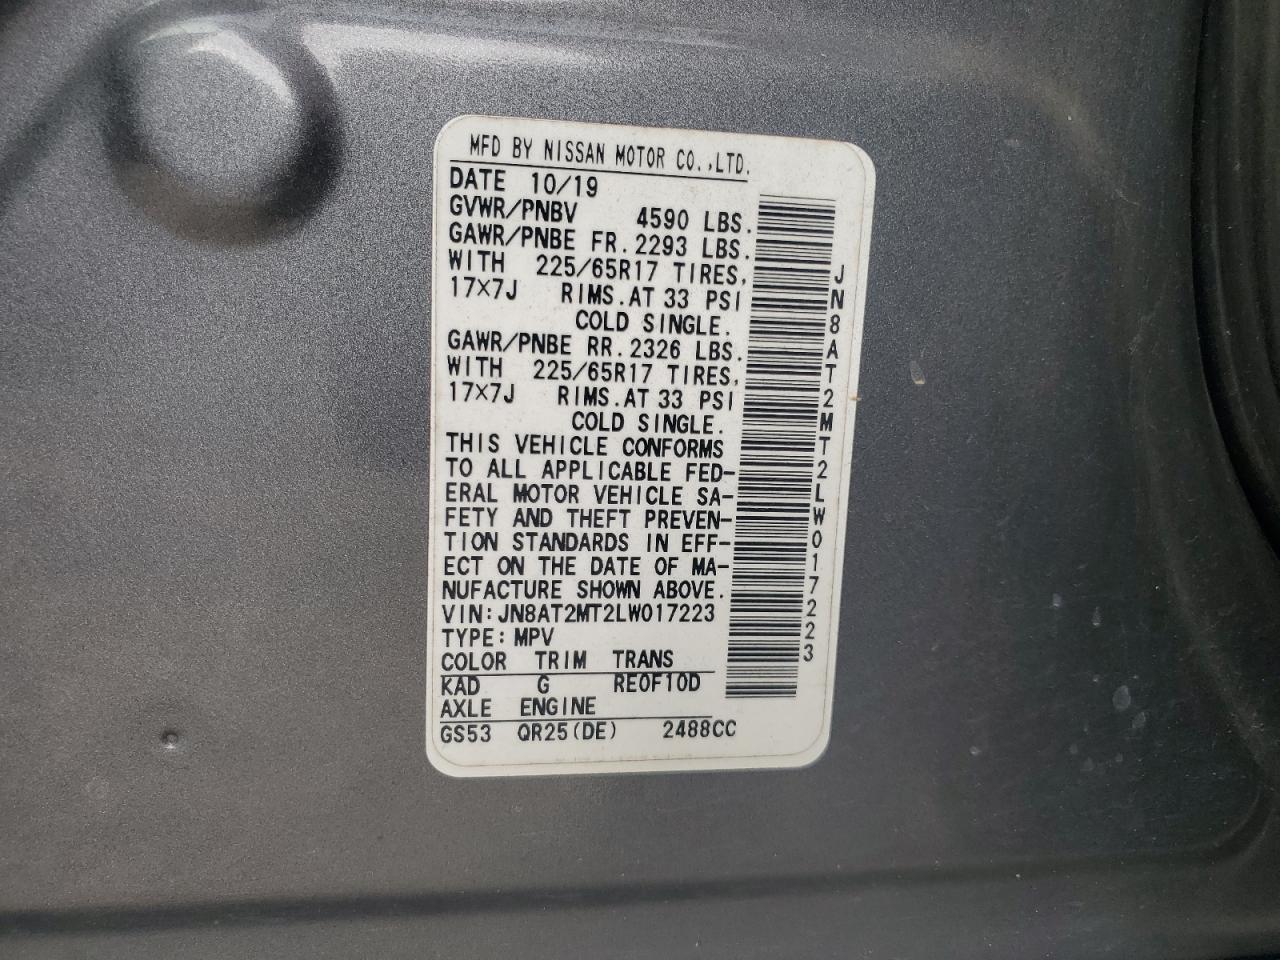 MFD BY NISSAN MOTOR CO.,LTD.
DATE 10/19
GVWR/PNBV 4590 LBS.
GAWR/PNBE FR.2293 LBS.
WITH 225/65R17 TIRES,
17×7J RIMS.AT 33 PSI
COLD SINGLE.
GAWR/PNBE RR.2326 LBS.
WITH 225/65R17 TIRES,
17×7J RIMS.AT 33 PSI
COLD SINGLE.
THIS VEHICLE CONFORMS
TO ALL APPLICABLE FED-
ERAL MOTOR VEHICLE SA-
FETY AND THEFT PREVEN-
TION STANDARDS IN EFF-
ECT ON THE DATE OF MA-
NUFACTURE SHOWN ABOVE.
VIN:JN8AT2MT2LW017223
TYPE:MPV
COLOR TRIM TRANS
KAD G RE0F10D
AXLE ENGINE
GS53 QR25(DE) 2488CC
JN8AT2MT2LW017223